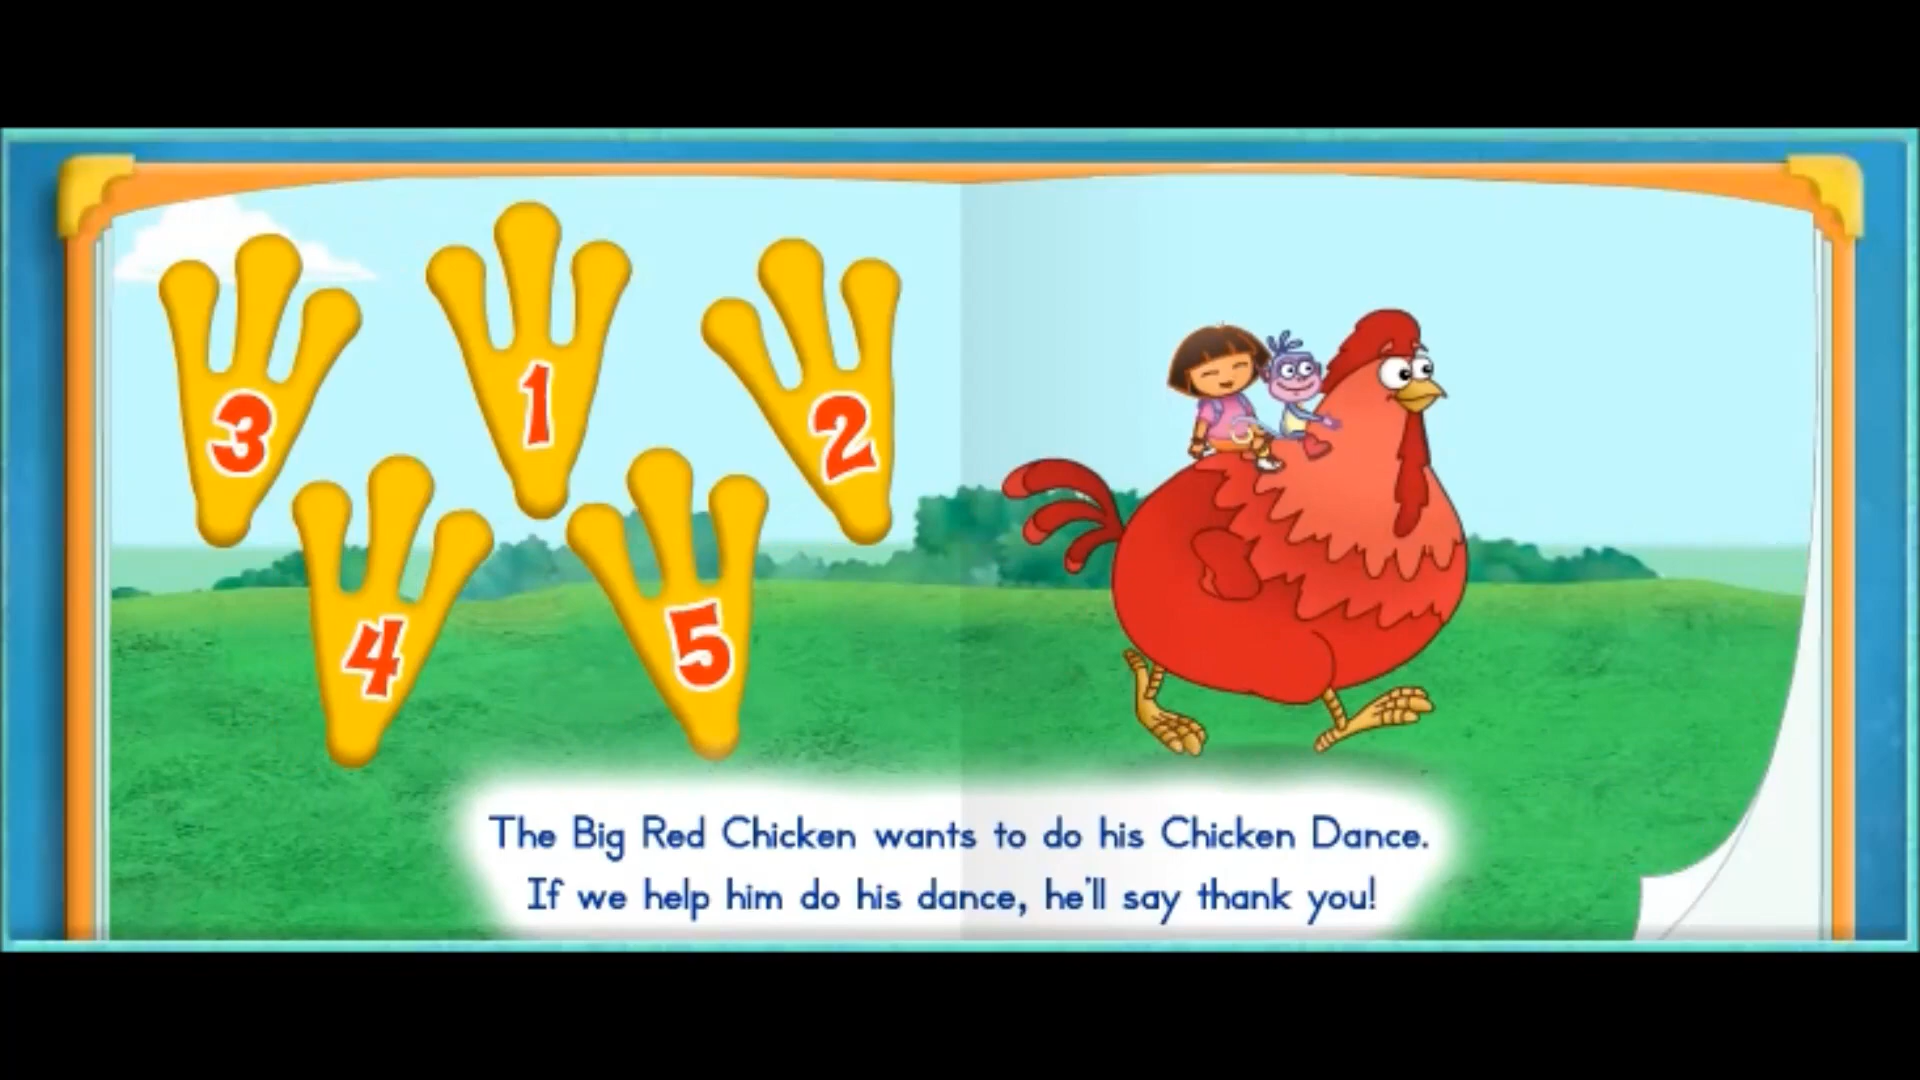 3
1
2
4
5
The Big Red Chicken wants to do his Chicken Dance.
If we help him do his dance, he'll say thank you!